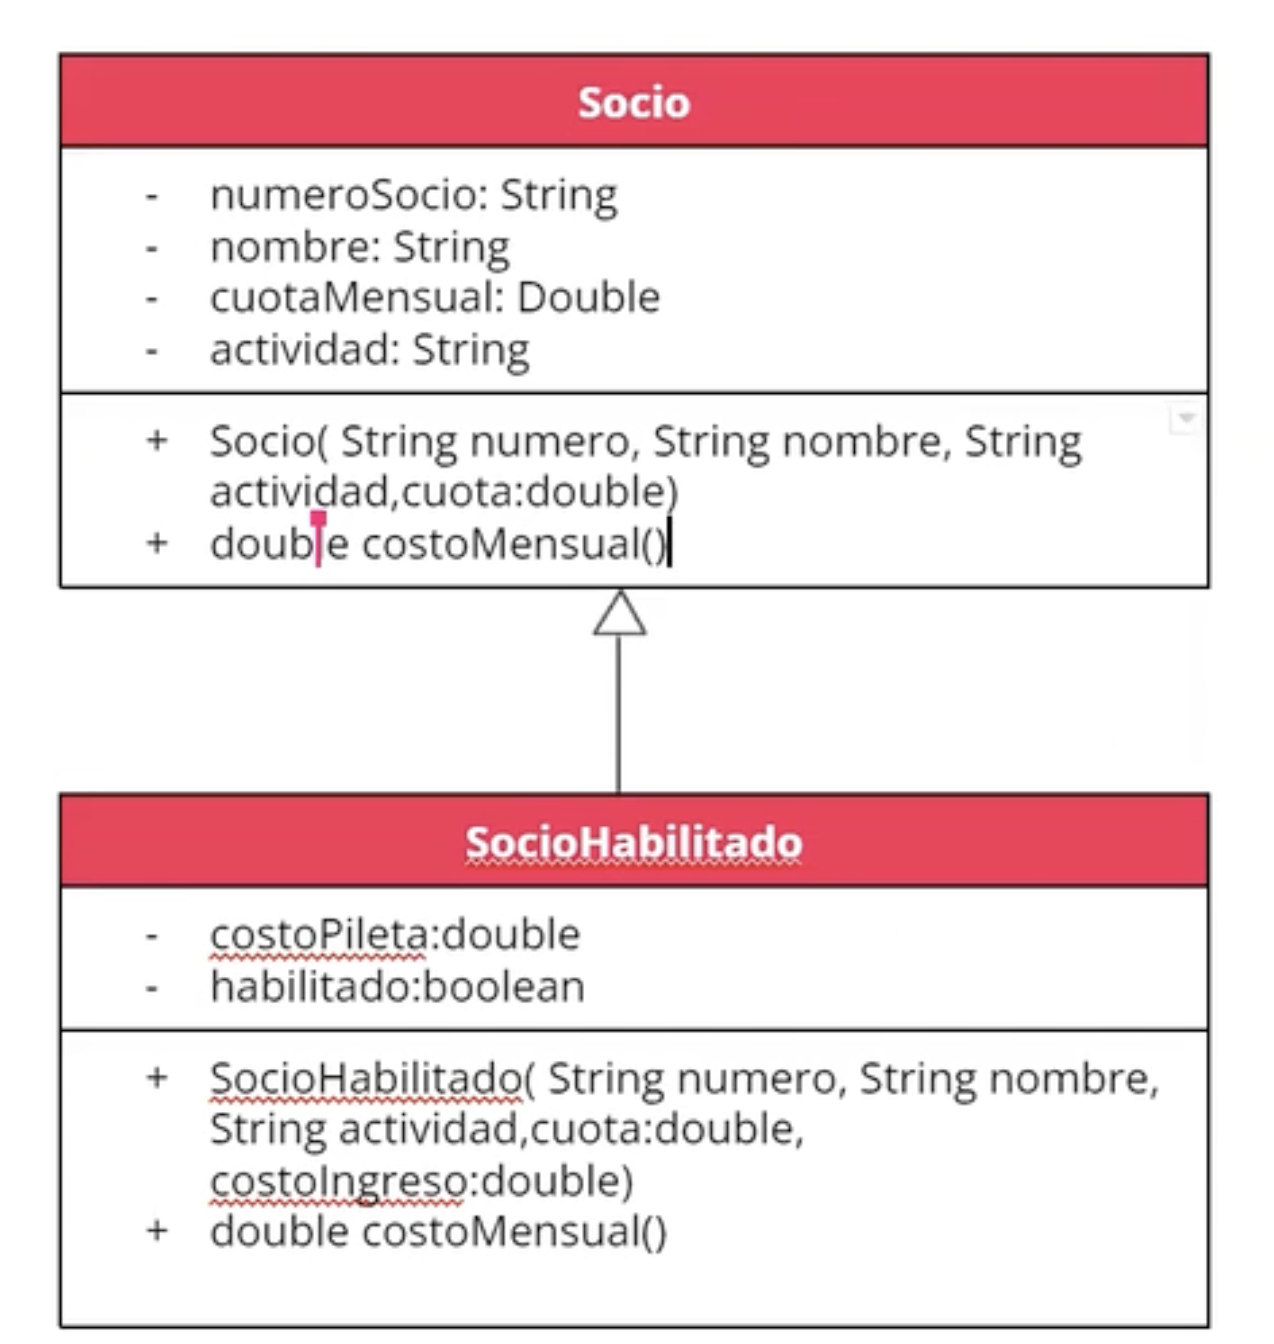 Socio
- numeroSocio: String
- nombre: String
- cuotaMensual: Double
- actividad: String
+ Socio( String numero, String nombre, String
actividad,cuota:double)
+ double costoMensual()
SocioHabilitado
- costoPileta:double
- habilitado:boolean
+ SocioHabilitado( String numero, String nombre,
String actividad,cuota:double,
costoIngreso:double)
+ double costoMensual()